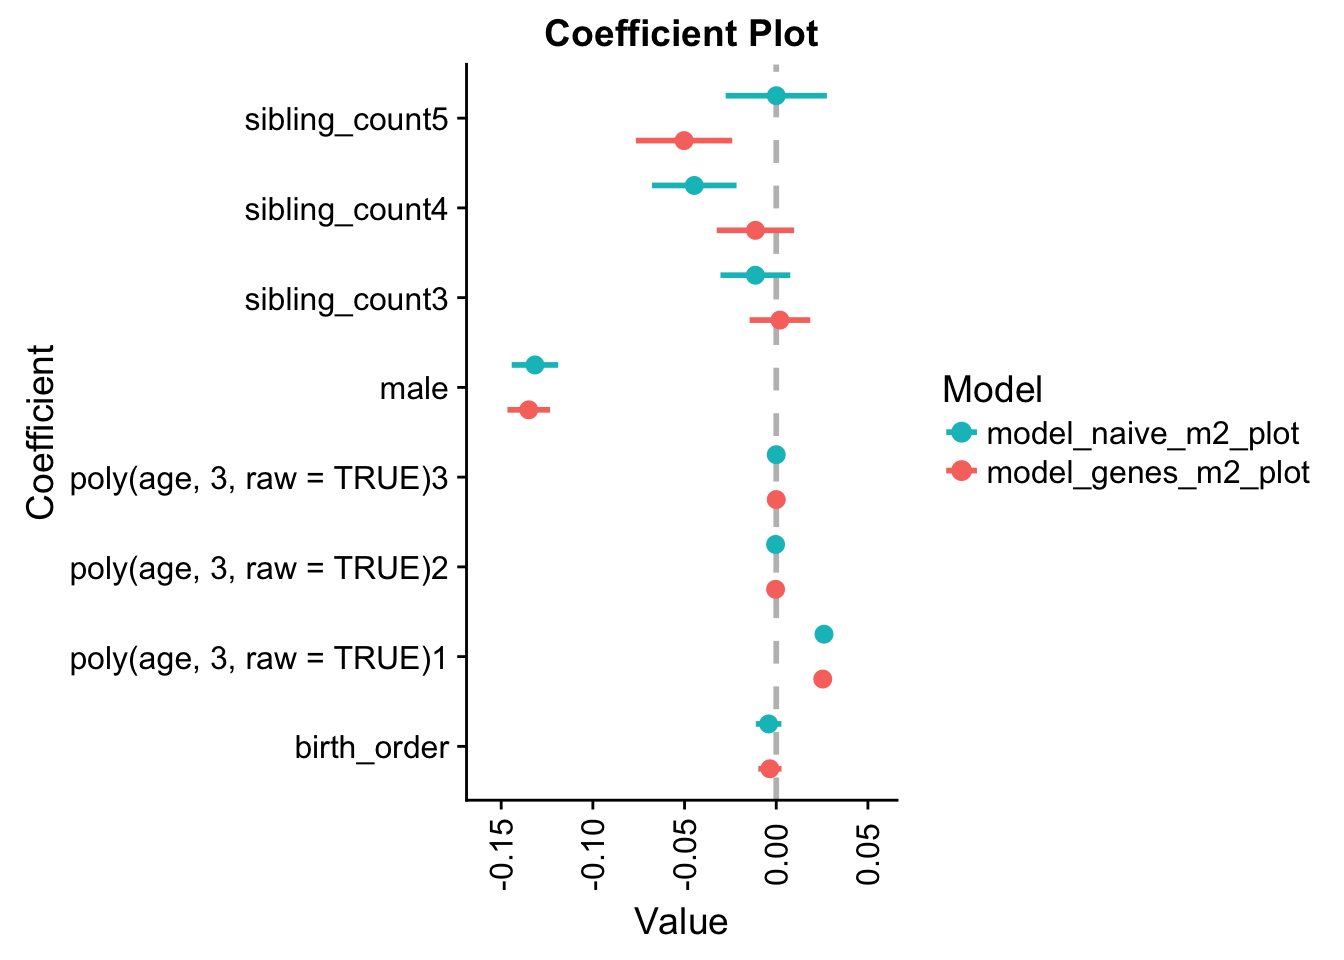 Coefficient Plot
sibling_count5
sibling_count4
sibling_count3
male
poly(age, 3, raw = TRUE)3
poly(age, 3, raw = TRUE)2
poly(age, 3, raw = TRUE)1
birth_order
Coefficient
-0.15
-0.10
-0.05
0.00
0.05
Value
Model
model_naive_m2_plot
model_genes_m2_plot